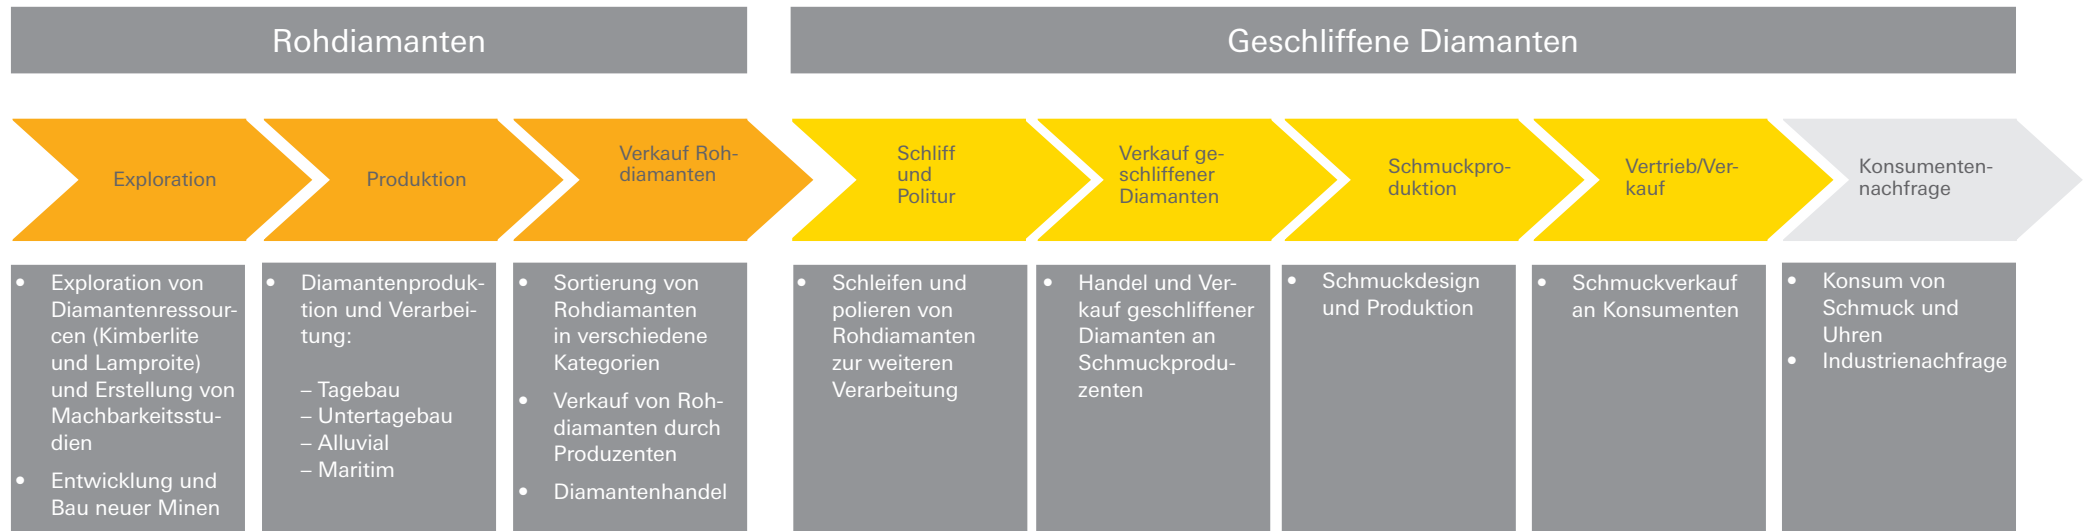 Rohdiamanten
Geschliffene Diamanten
Exploration
Produktion
Verkauf Roh-
diamanten
Schliff
und
Politur
Verkauf ge-
schliffener
Diamanten
Schmuckpro-
duktion
Vertrieb/Ver-
kauf
Konsumenten-
nachfrage
• Exploration von
Diamantenressour-
cen (Kimberlite
und Lamproite)
und Erstellung von
Machbarkeitsstu-
dien
• Entwicklung und
Bau neuer Minen
• Diamantenproduk-
tion und Verarbei-
tung:
– Tagebau
– Untertagebau
– Alluvial
– Maritim
• Sortierung von
Rohdiamanten
in verschiedene
Kategorien
• Verkauf von Roh-
diamanten durch
Produzenten
• Diamantenhandel
• Schleifen und
polieren von
Rohdiamanten
zur weiteren
Verarbeitung
• Handel und Ver-
kauf geschliffener
Diamanten an
Schmuckprodu-
zenten
• Schmuckdesign
und Produktion
• Schmuckverkauf
an Konsumenten
• Konsum von
Schmuck und
Uhren
• Industrienachfrage